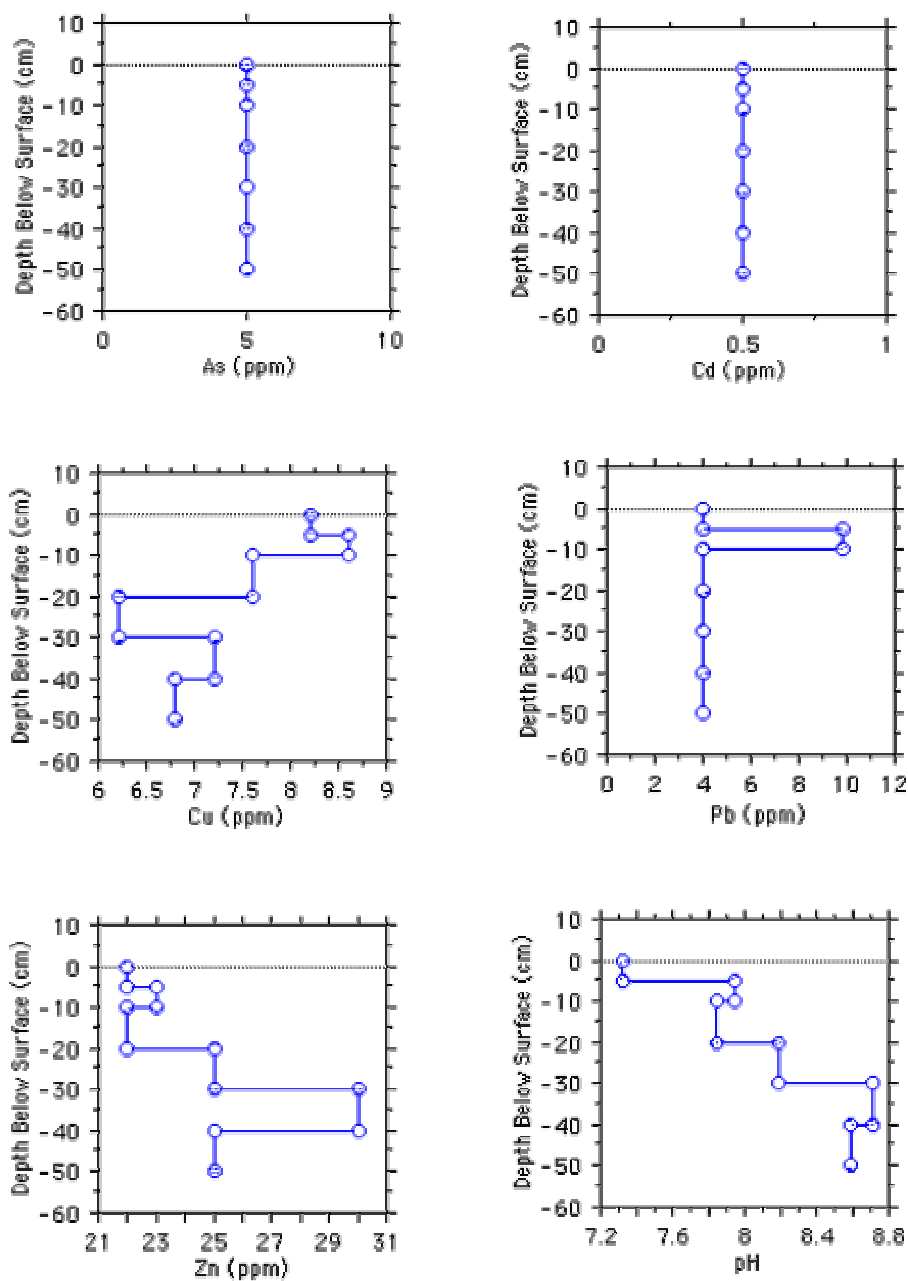 10
0
-10
-20
-30
-40
-50
-60
Depth Below Surface (cm)
0 5 10
As (ppm)
10
0
-10
-20
-30
-40
-50
-60
Depth Below Surface (cm)
0 0.5 1
Cd (ppm)
10
0
-10
-20
-30
-40
-50
-60
Depth Below Surface (cm)
6 6.5 7 7.5 8 8.5 9
Cu (ppm)
10
0
-10
-20
-30
-40
-50
-60
Depth Below Surface (cm)
0 2 4 6 8 10 12
Pb (ppm)
10
0
-10
-20
-30
-40
-50
-60
Depth Below Surface (cm)
21 23 25 27 29 31
Zn (ppm)
10
0
-10
-20
-30
-40
-50
-60
Depth Below Surface (cm)
7.2 7.6 8 8.4 8.8
pH